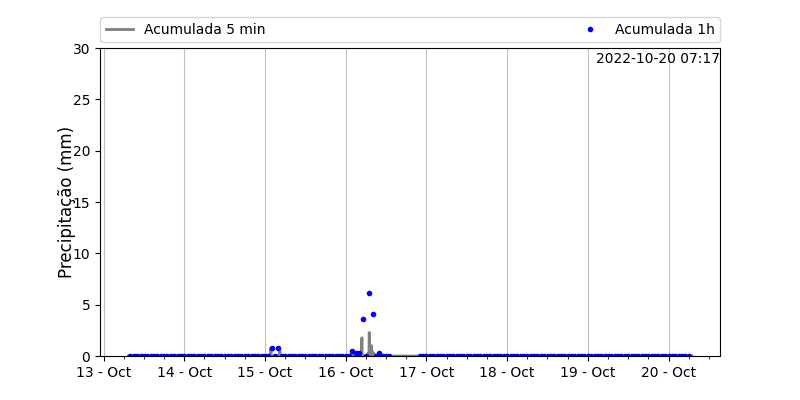 Acumulada 5 min
Acumulada 1h
2022-10-20 07:17
Precipitação (mm)
30
25
20
15
10
5
0
13 - Oct
14 - Oct
15 - Oct
16 - Oct
17 - Oct
18 - Oct
19 - Oct
20 - Oct